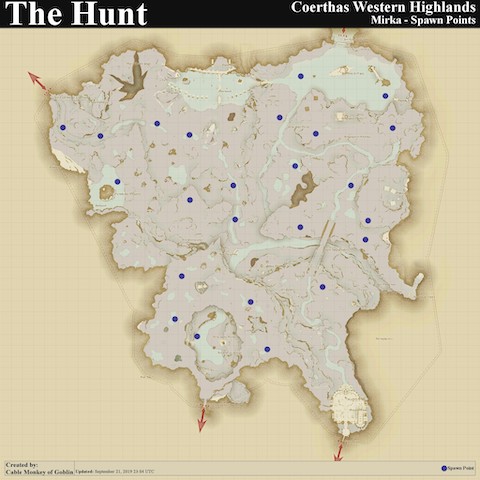 The Hunt
Coerthas Western Highlands
Mirka - Spawn Points
Created by:
Cable Monkey of Goblin
Updated: September 21, 2019 23:48 UTC
Spawn Point